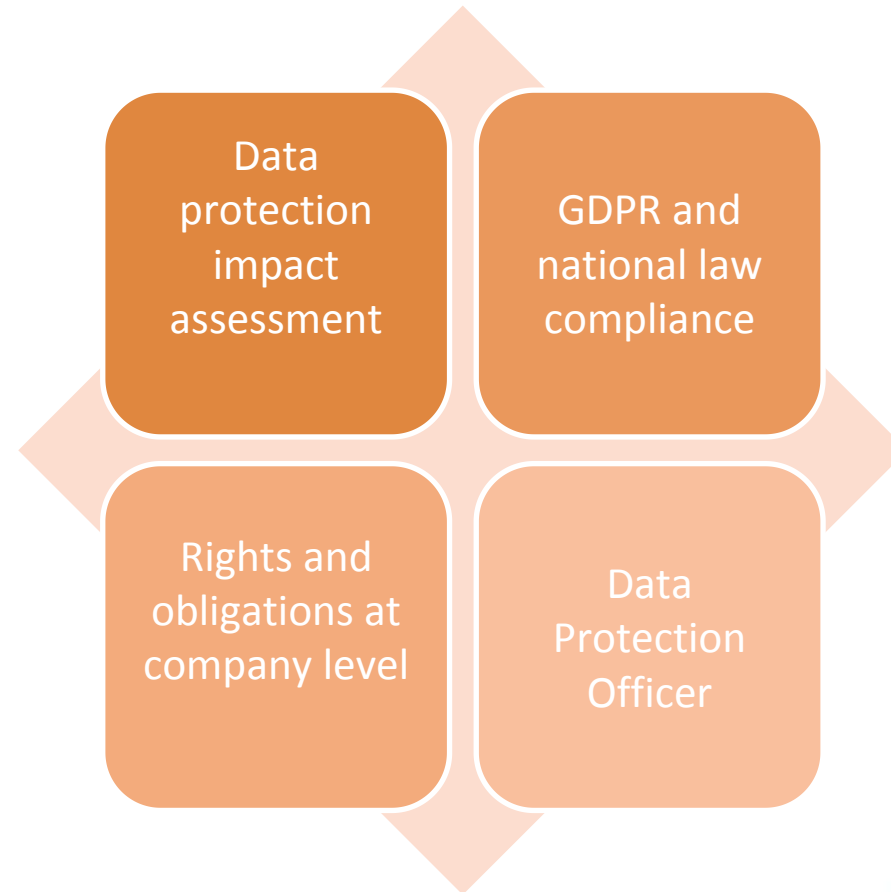 Data
protection
impact
assessment
GDPR and
national law
compliance
Rights and
obligations at
company level
Data
Protection
Officer